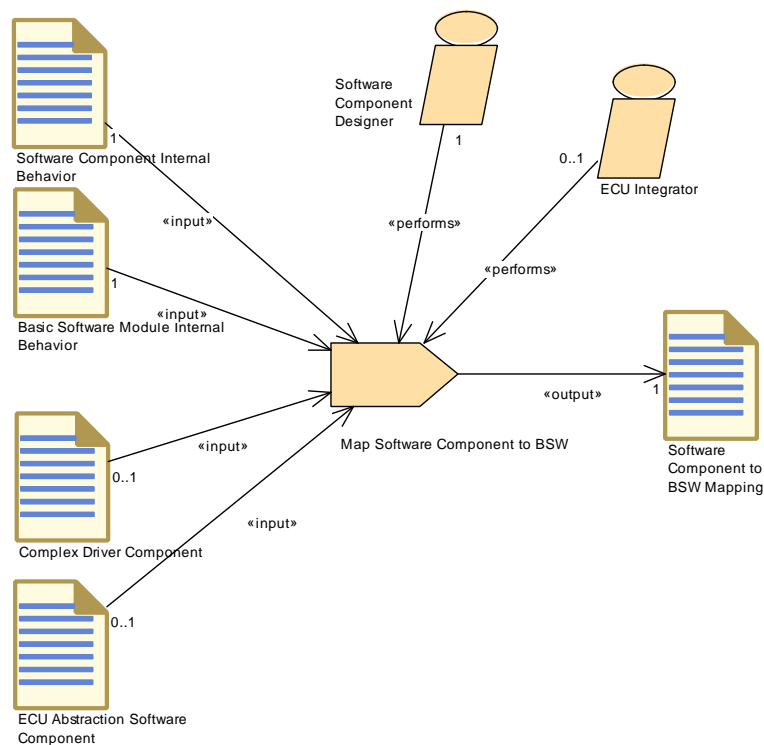 Software
Component
Designer
1
0..1
ECU Integrator
1
Software Component Internal
Behavior
«input»
«performs»
«performs»
1
«input»
Basic Software Module Internal
Behavior
«output»
1
Map Software Component to BSW
Software
Component to
BSW Mapping
«input»
0..1
Complex Driver Component
«input»
0..1
ECU Abstraction Software
Component